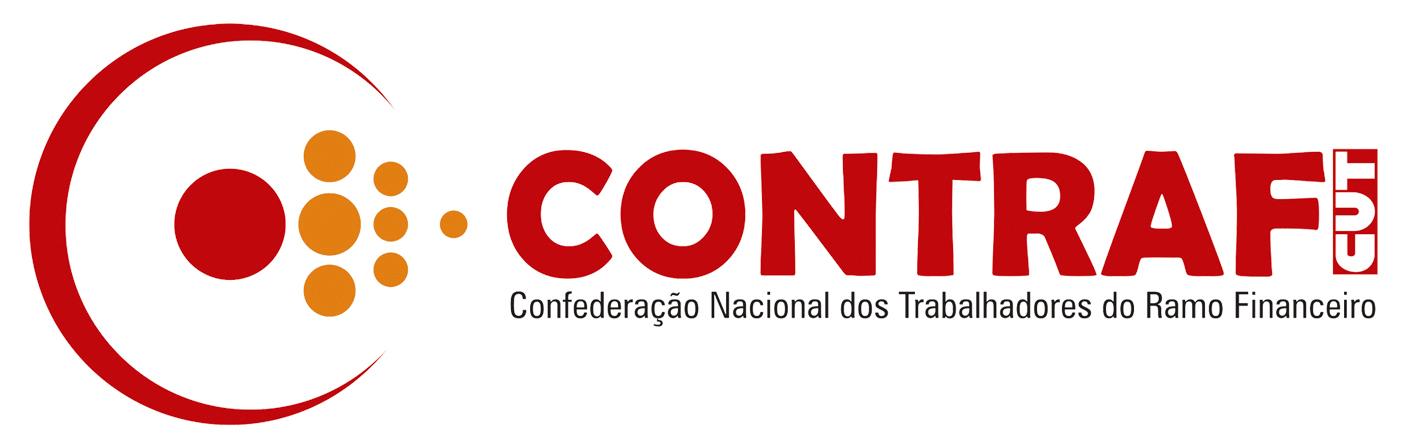 CONTRAF
CUT
Confederação Nacional dos Trabalhadores do Ramo Financeiro